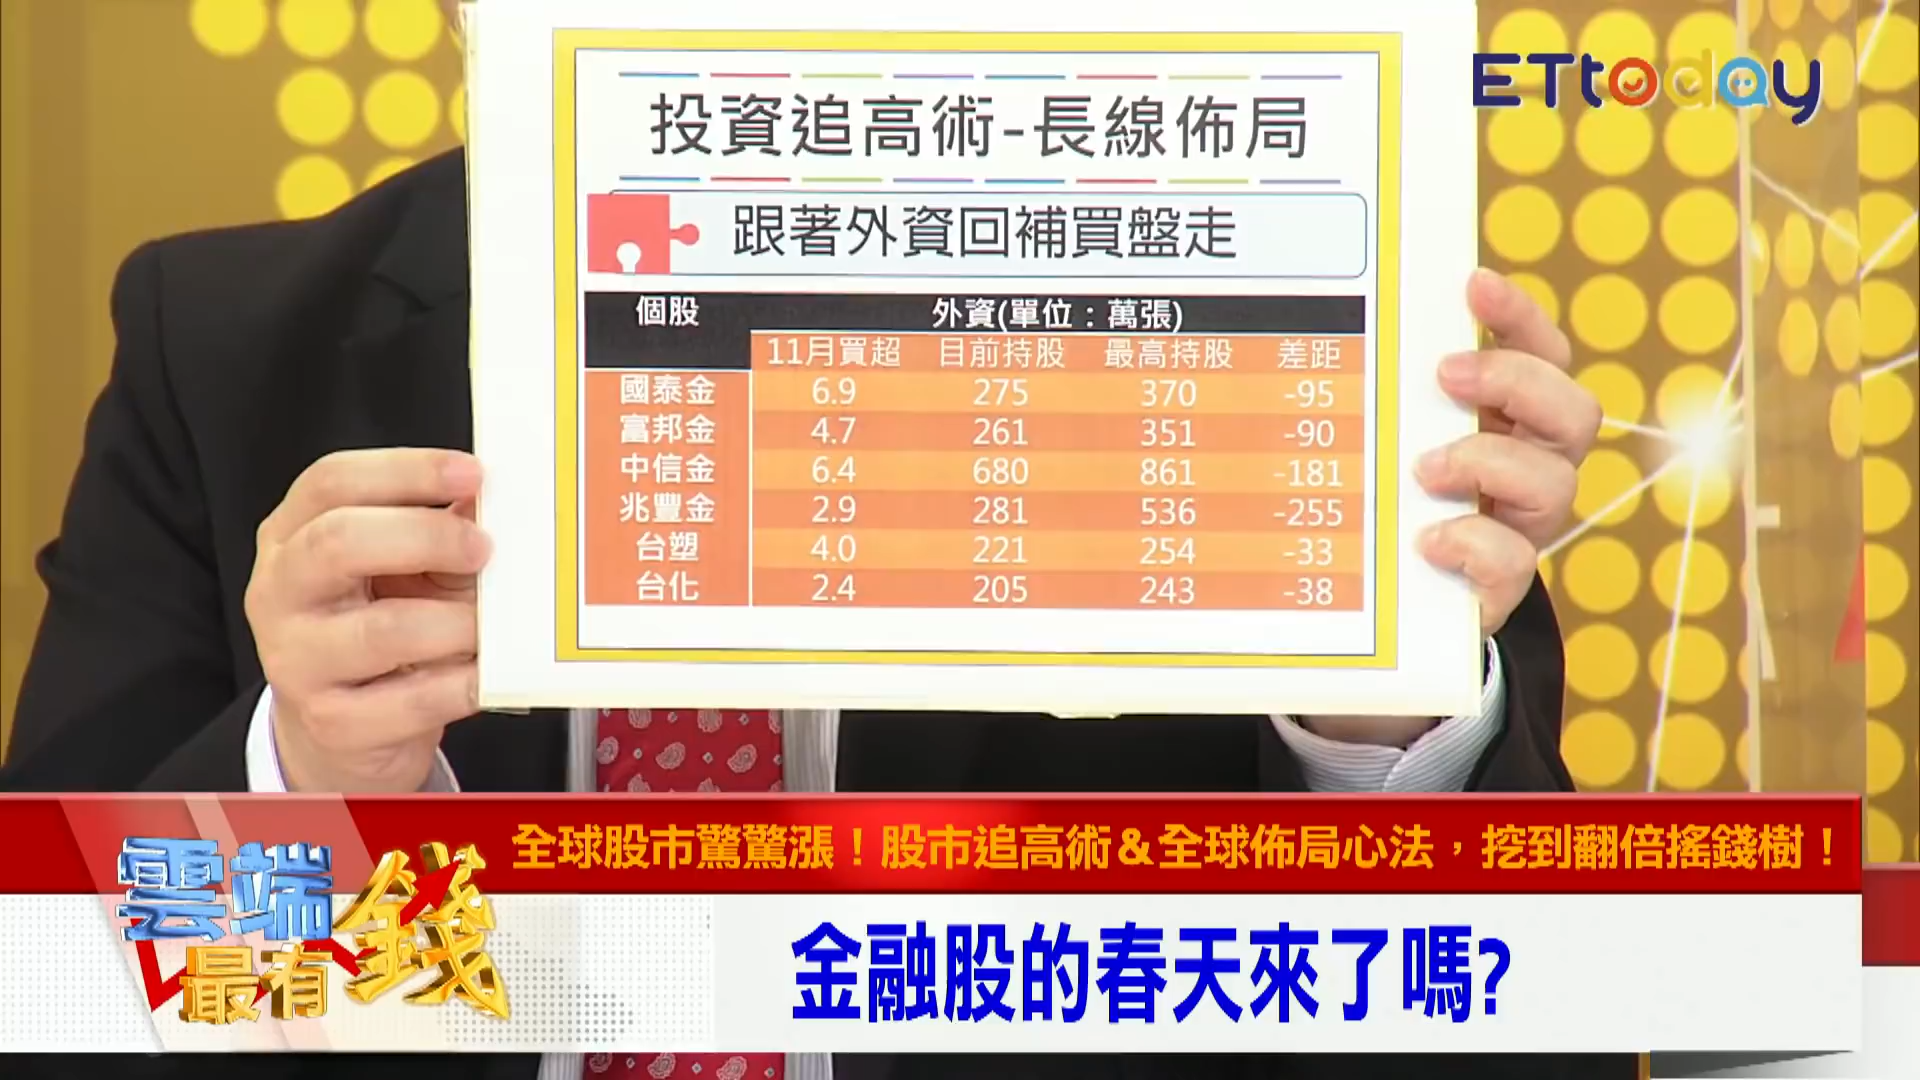 ETtoday
投資追高術-長線佈局
跟著外資回補買盤走
個股 外資(單位：萬張)
11月買超 目前持股 最高持股 差距
國泰金 6.9 275 370 -95
富邦金 4.7 261 351 -90
中信金 6.4 680 861 -181
兆豐金 2.9 281 536 -255
台塑 4.0 221 254 -33
台化 2.4 205 243 -38
全球股市驚驚漲！股市追高術＆全球佈局心法，挖到翻倍搖錢樹！
雲端最有錢
金融股的春天來了嗎?